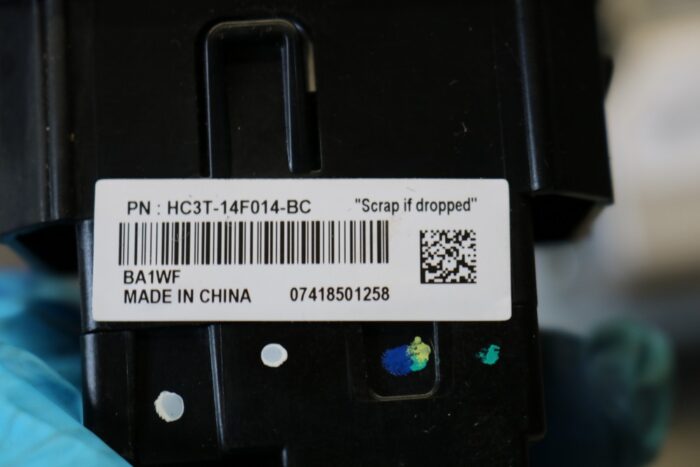 PN : HC3T-14F014-BC "Scrap if dropped"
BA1WF
MADE IN CHINA 07418501258